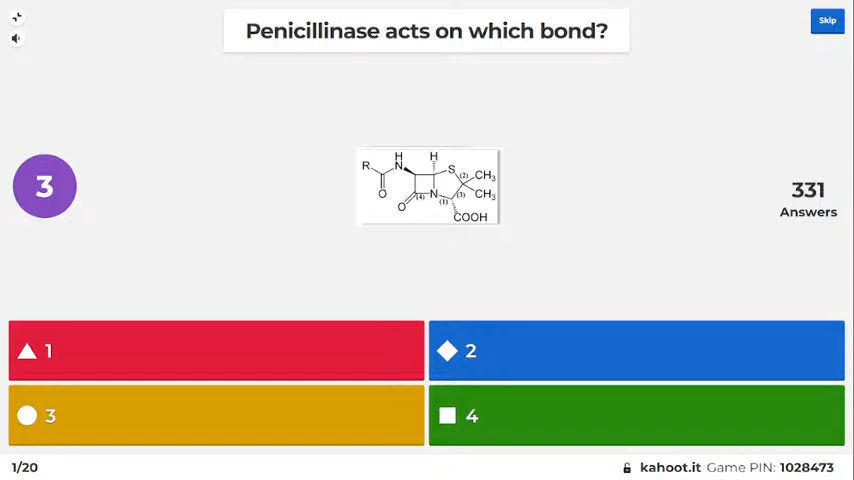 Penicillinase acts on which bond?
Skip
3
H
H
R
N
S
(2)
CH3
CH3
O
(4)
N
(1)
(3)
O
COOH
331
Answers
1
2
3
4
1/20
kahoot.it Game PIN: 1028473